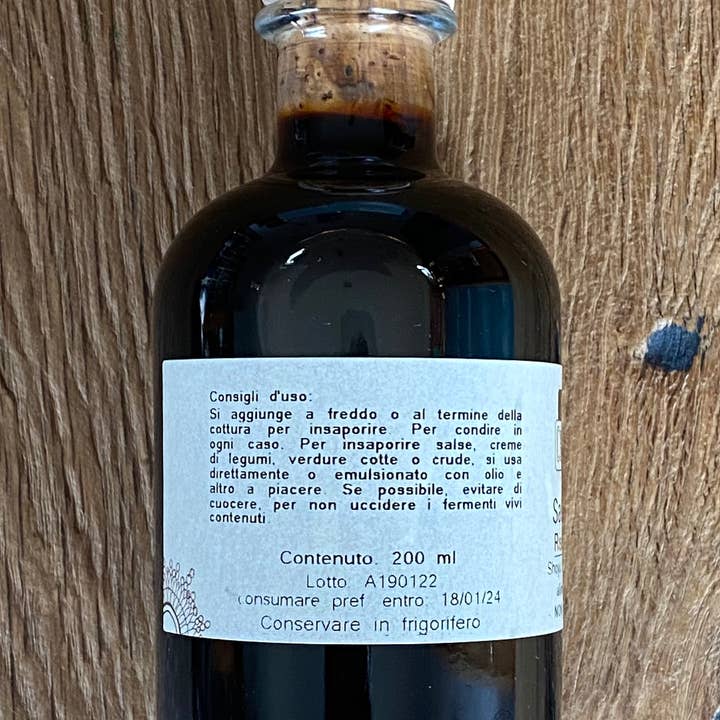 Consigli d'uso:
Si aggiunge a freddo o al termine della
cottura per insaporire. Per condire in
ogni caso. Per insaporire salse, creme
di legumi, verdure cotte o crude, si usa
direttamente o emulsionato con olio e
altro a piacere. Se possibile, evitare di
cuocere, per non uccidere i fermenti vivi
contenuti.
Contenuto. 200 ml
Lotto A190122
consumare pref entro 18/01/24
Conservare in frigorifero